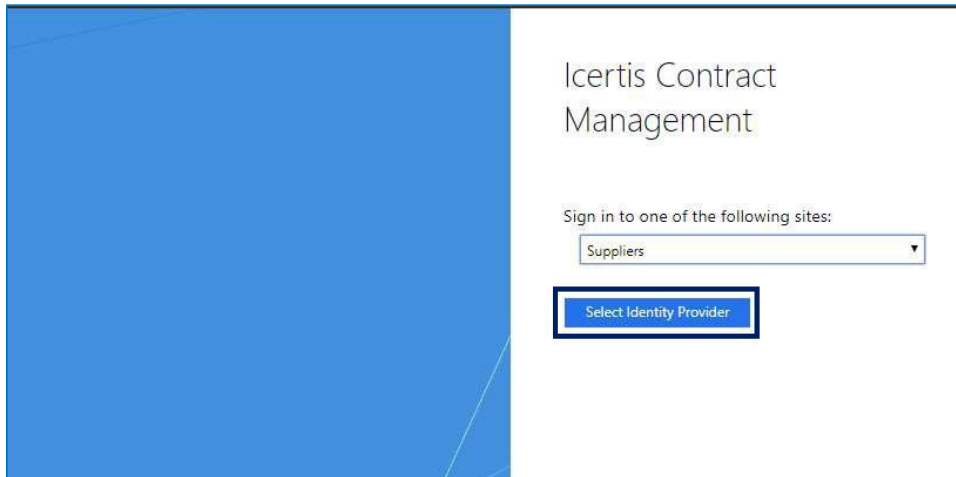 Icertis Contract
Management
Sign in to one of the following sites:
Suppliers
Select Identity Provider